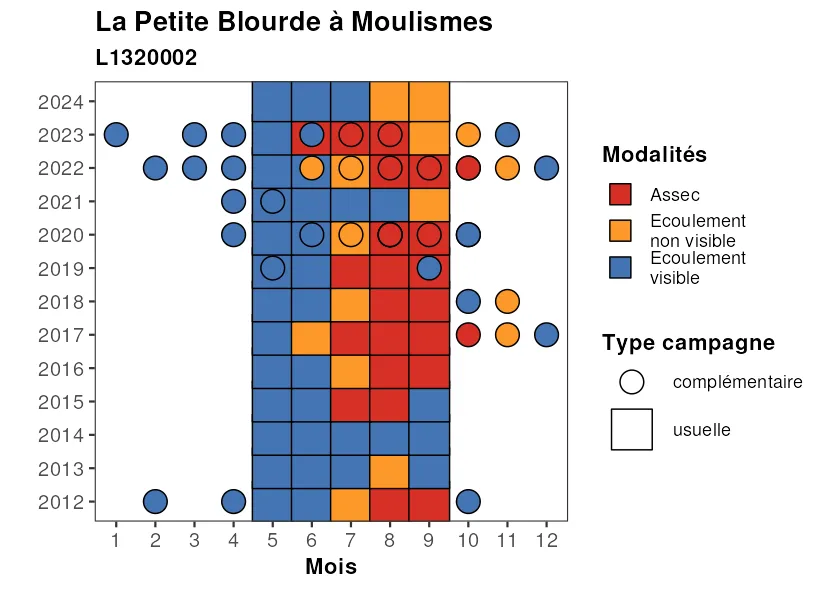 La Petite Blourde à Moulismes
L1320002
2024
2023
2022
2021
2020
2019
2018
2017
2016
2015
2014
2013
2012
1 2 3 4 5 6 7 8 9 10 11 12
Mois
Modalités
Assec
Ecoulement
non visible
Ecoulement
visible
Type campagne
complémentaire
usuelle